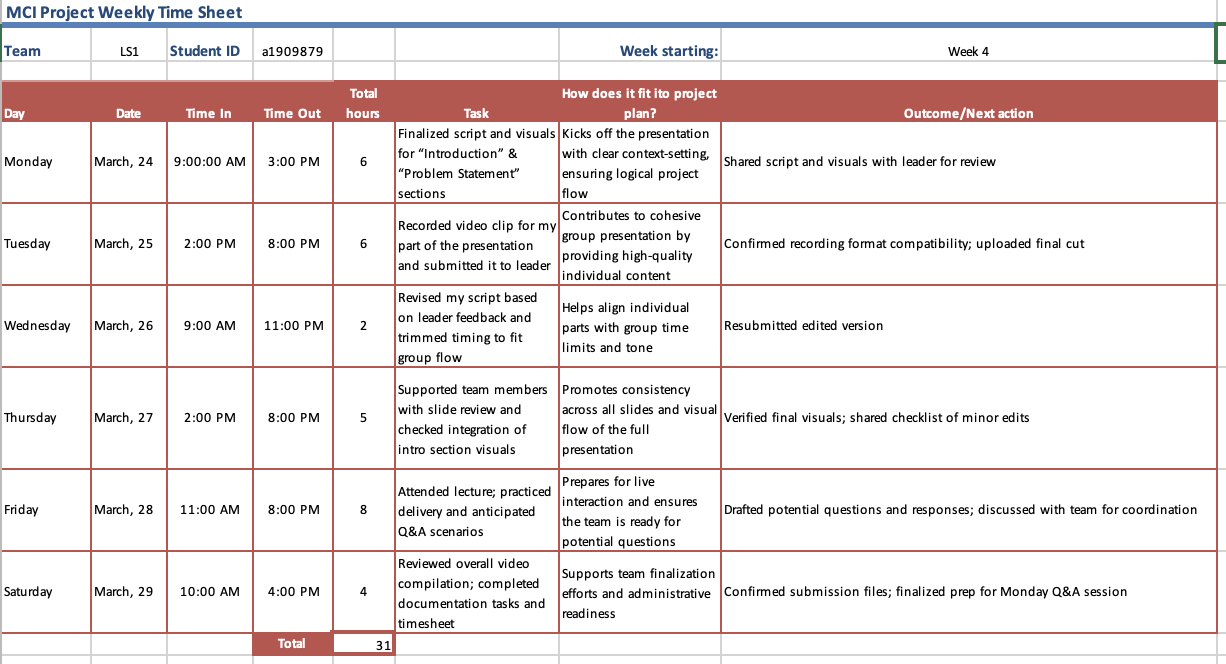 MCI Project Weekly Time Sheet
Team LS1 Student ID a1909879 Week starting: Week 4
Total How does it fit ito project
Day Date Time In Time Out hours Task plan? Outcome/Next action
Monday March, 24 9:00:00 AM 3:00 PM 6
Finalized script and visuals
for “Introduction” &
“Problem Statement”
sections
Kicks off the presentation
with clear context-setting,
ensuring logical project
flow
Shared script and visuals with leader for review
Tuesday March, 25 2:00 PM 8:00 PM 6
Recorded video clip for my
part of the presentation
and submitted it to leader
Contributes to cohesive
group presentation by
providing high-quality
individual content
Confirmed recording format compatibility; uploaded final cut
Wednesday March, 26 9:00 AM 11:00 PM 2
Revised my script based
on leader feedback and
trimmed timing to fit
group flow
Helps align individual
parts with group time
limits and tone
Resubmitted edited version
Thursday March, 27 2:00 PM 8:00 PM 5
Supported team members
with slide review and
checked integration of
intro section visuals
Promotes consistency
across all slides and visual
flow of the full
presentation
Verified final visuals; shared checklist of minor edits
Friday March, 28 11:00 AM 8:00 PM 8
Attended lecture; practiced
delivery and anticipated
Q&A scenarios
Prepares for live
interaction and ensures
the team is ready for
potential questions
Drafted potential questions and responses; discussed with team for coordination
Saturday March, 29 10:00 AM 4:00 PM 4
Reviewed overall video
compilation; completed
documentation tasks and
timesheet
Supports team finalization
efforts and administrative
readiness
Confirmed submission files; finalized prep for Monday Q&A session
Total 31